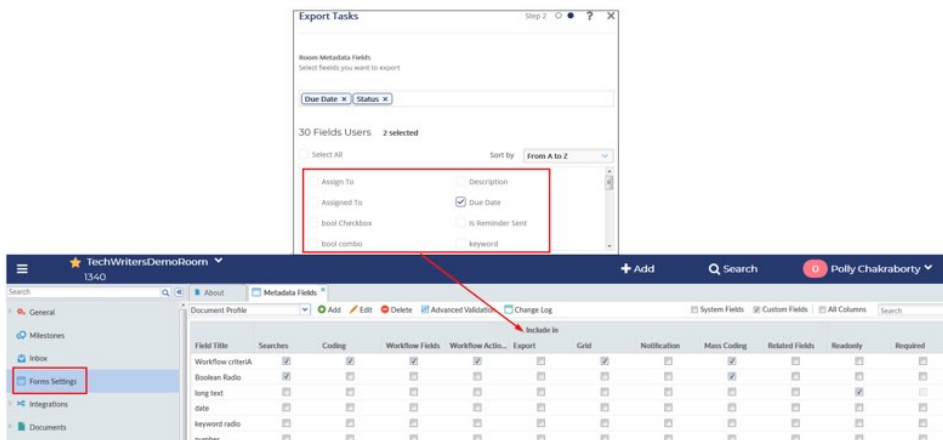 Export Tasks Step 2 ? X
Room Metadata Fields
Select fieelds you want to export
Due Date × Status ×
30 Fields Users 2 selected
Select All Sort by From A to Z
Assign To Description
Assigned To Due Date
bool Checkbox Is Reminder Sent
bool combo keyword
TechWritersDemoRoom
1340
+ Add Search 0 Polly Chakraborty
Search About Metadata Fields ×
General Document Profile Add Edit Delete Advanced Validation Change Log System Fields Custom Fields All Columns Search
Milestones Include in
Inbox Field Title Searches Coding Workflow Fields Workflow Actio... Export Grid Notification Mass Coding Related Fields Readonly Required
Workflow criteriA
Forms Settings Boolean Radio
long text
Integrations date
Documents keyword radio
number